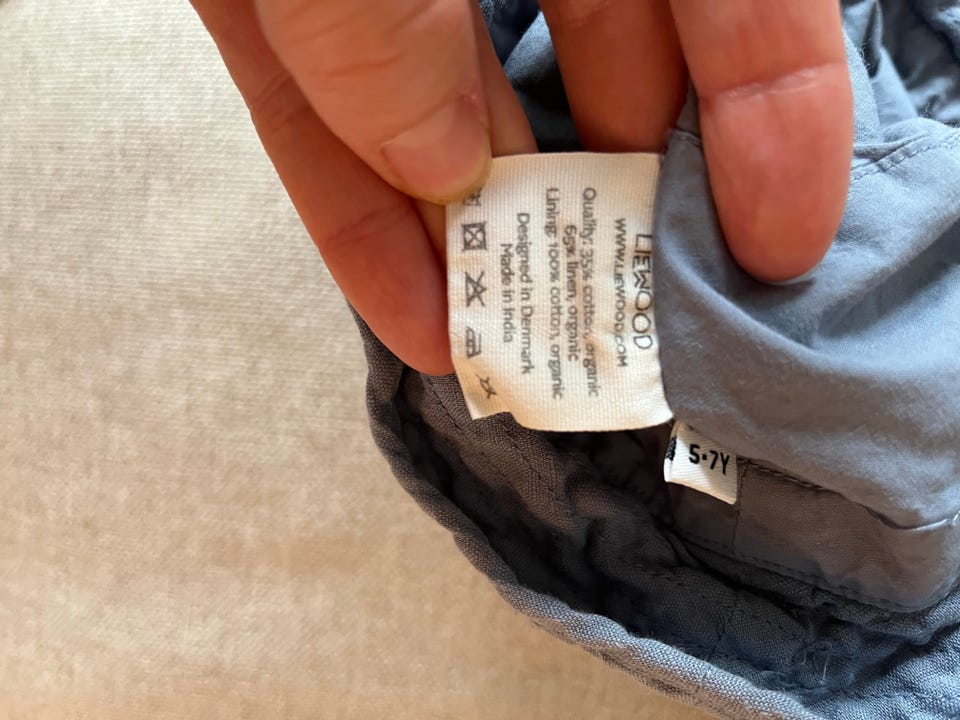 LIEWOOD
WWW.LIEWOOD.COM
Quality: 35% cotton, organic
65% linen, organic
Lining: 100% cotton, organic
Designed in Denmark
Made in India
5-7Y